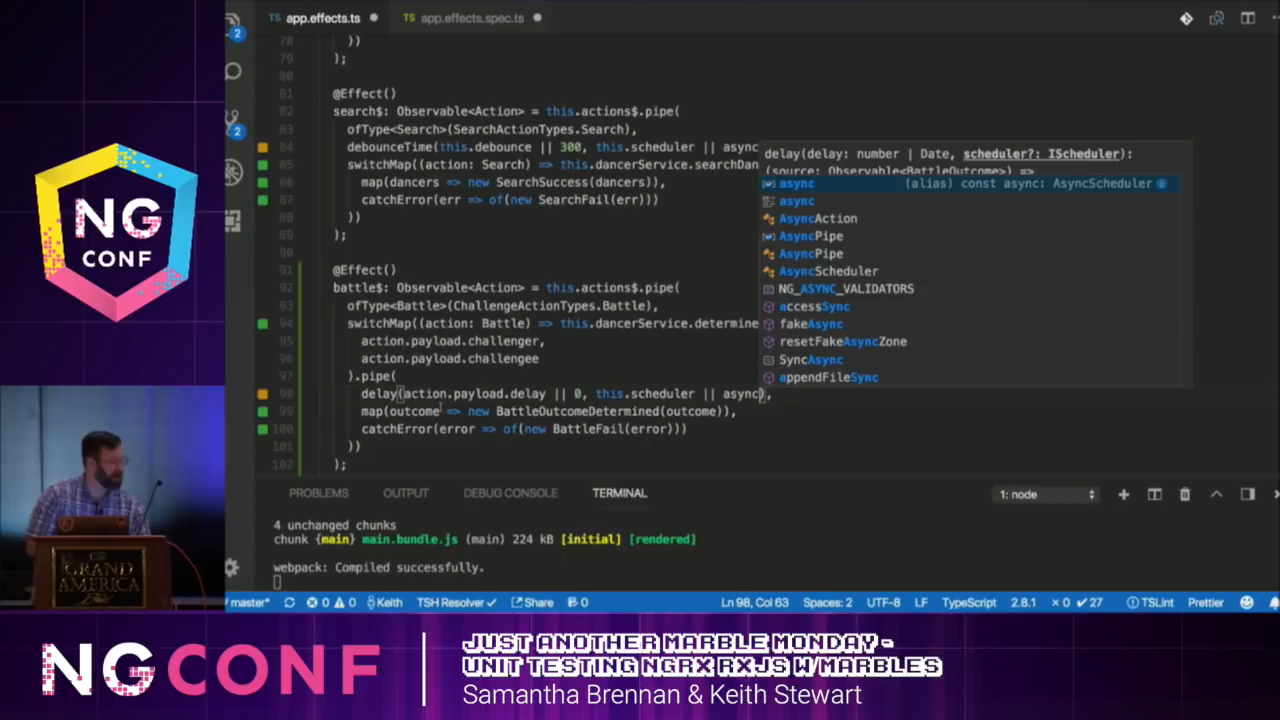 app.effects.ts
app.effects.spec.ts
NG
CONF
2
2
78
))
79
);
80
81
@Effect()
82
search$: Observable<Action> = this.actions$.pipe(
83
ofType<Search>(SearchActionTypes.Search),
84
debounceTime(this.debounce || 300, this.scheduler || async
85
switchMap((action: Search) => this.dancerService.searchDan
86
map(dancers => new SearchSuccess(dancers)),
87
catchError(err => of(new SearchFail(err)))
88
))
89
);
90
91
@Effect()
92
battle$: Observable<Action> = this.actions$.pipe(
93
ofType<Battle>(ChallengeActionTypes.Battle),
94
switchMap((action: Battle) => this.dancerService.determine
95
action.payload.challenger,
96
action.payload.challengee
97
).pipe(
98
delay(action.payload.delay || 0, this.scheduler || async),
99
map(outcome => new BattleOutcomeDetermined(outcome)),
100
catchError(error => of(new BattleFail(error)))
101
))
102
);
delay(delay: number | Date, scheduler?: IScheduler):
(source: Observable<BattleOutcome>) =>
async (alias) const async: AsyncScheduler
async
AsyncAction
AsyncPipe
AsyncPipe
AsyncScheduler
NG_ASYNC_VALIDATORS
accessSync
fakeAsync
resetFakeAsyncZone
SyncAsync
appendFileSync
PROBLEMS OUTPUT DEBUG CONSOLE TERMINAL 1: node
4 unchanged chunks
chunk {main} main.bundle.js (main) 224 kB [initial] [rendered]
webpack: Compiled successfully.
master* 0 0 Keith TSH Resolver Share 0 Ln 98, Col 63 Spaces: 2 UTF-8 LF TypeScript 2.8.1 × 0 ✔ 27 TSLint Prettier
GRAND
AMERICA
NGCONF
JUST ANOTHER MARBLE MONDAY -
UNIT TESTING NGRX RXJS W/ MARBLES
Samantha Brennan & Keith Stewart